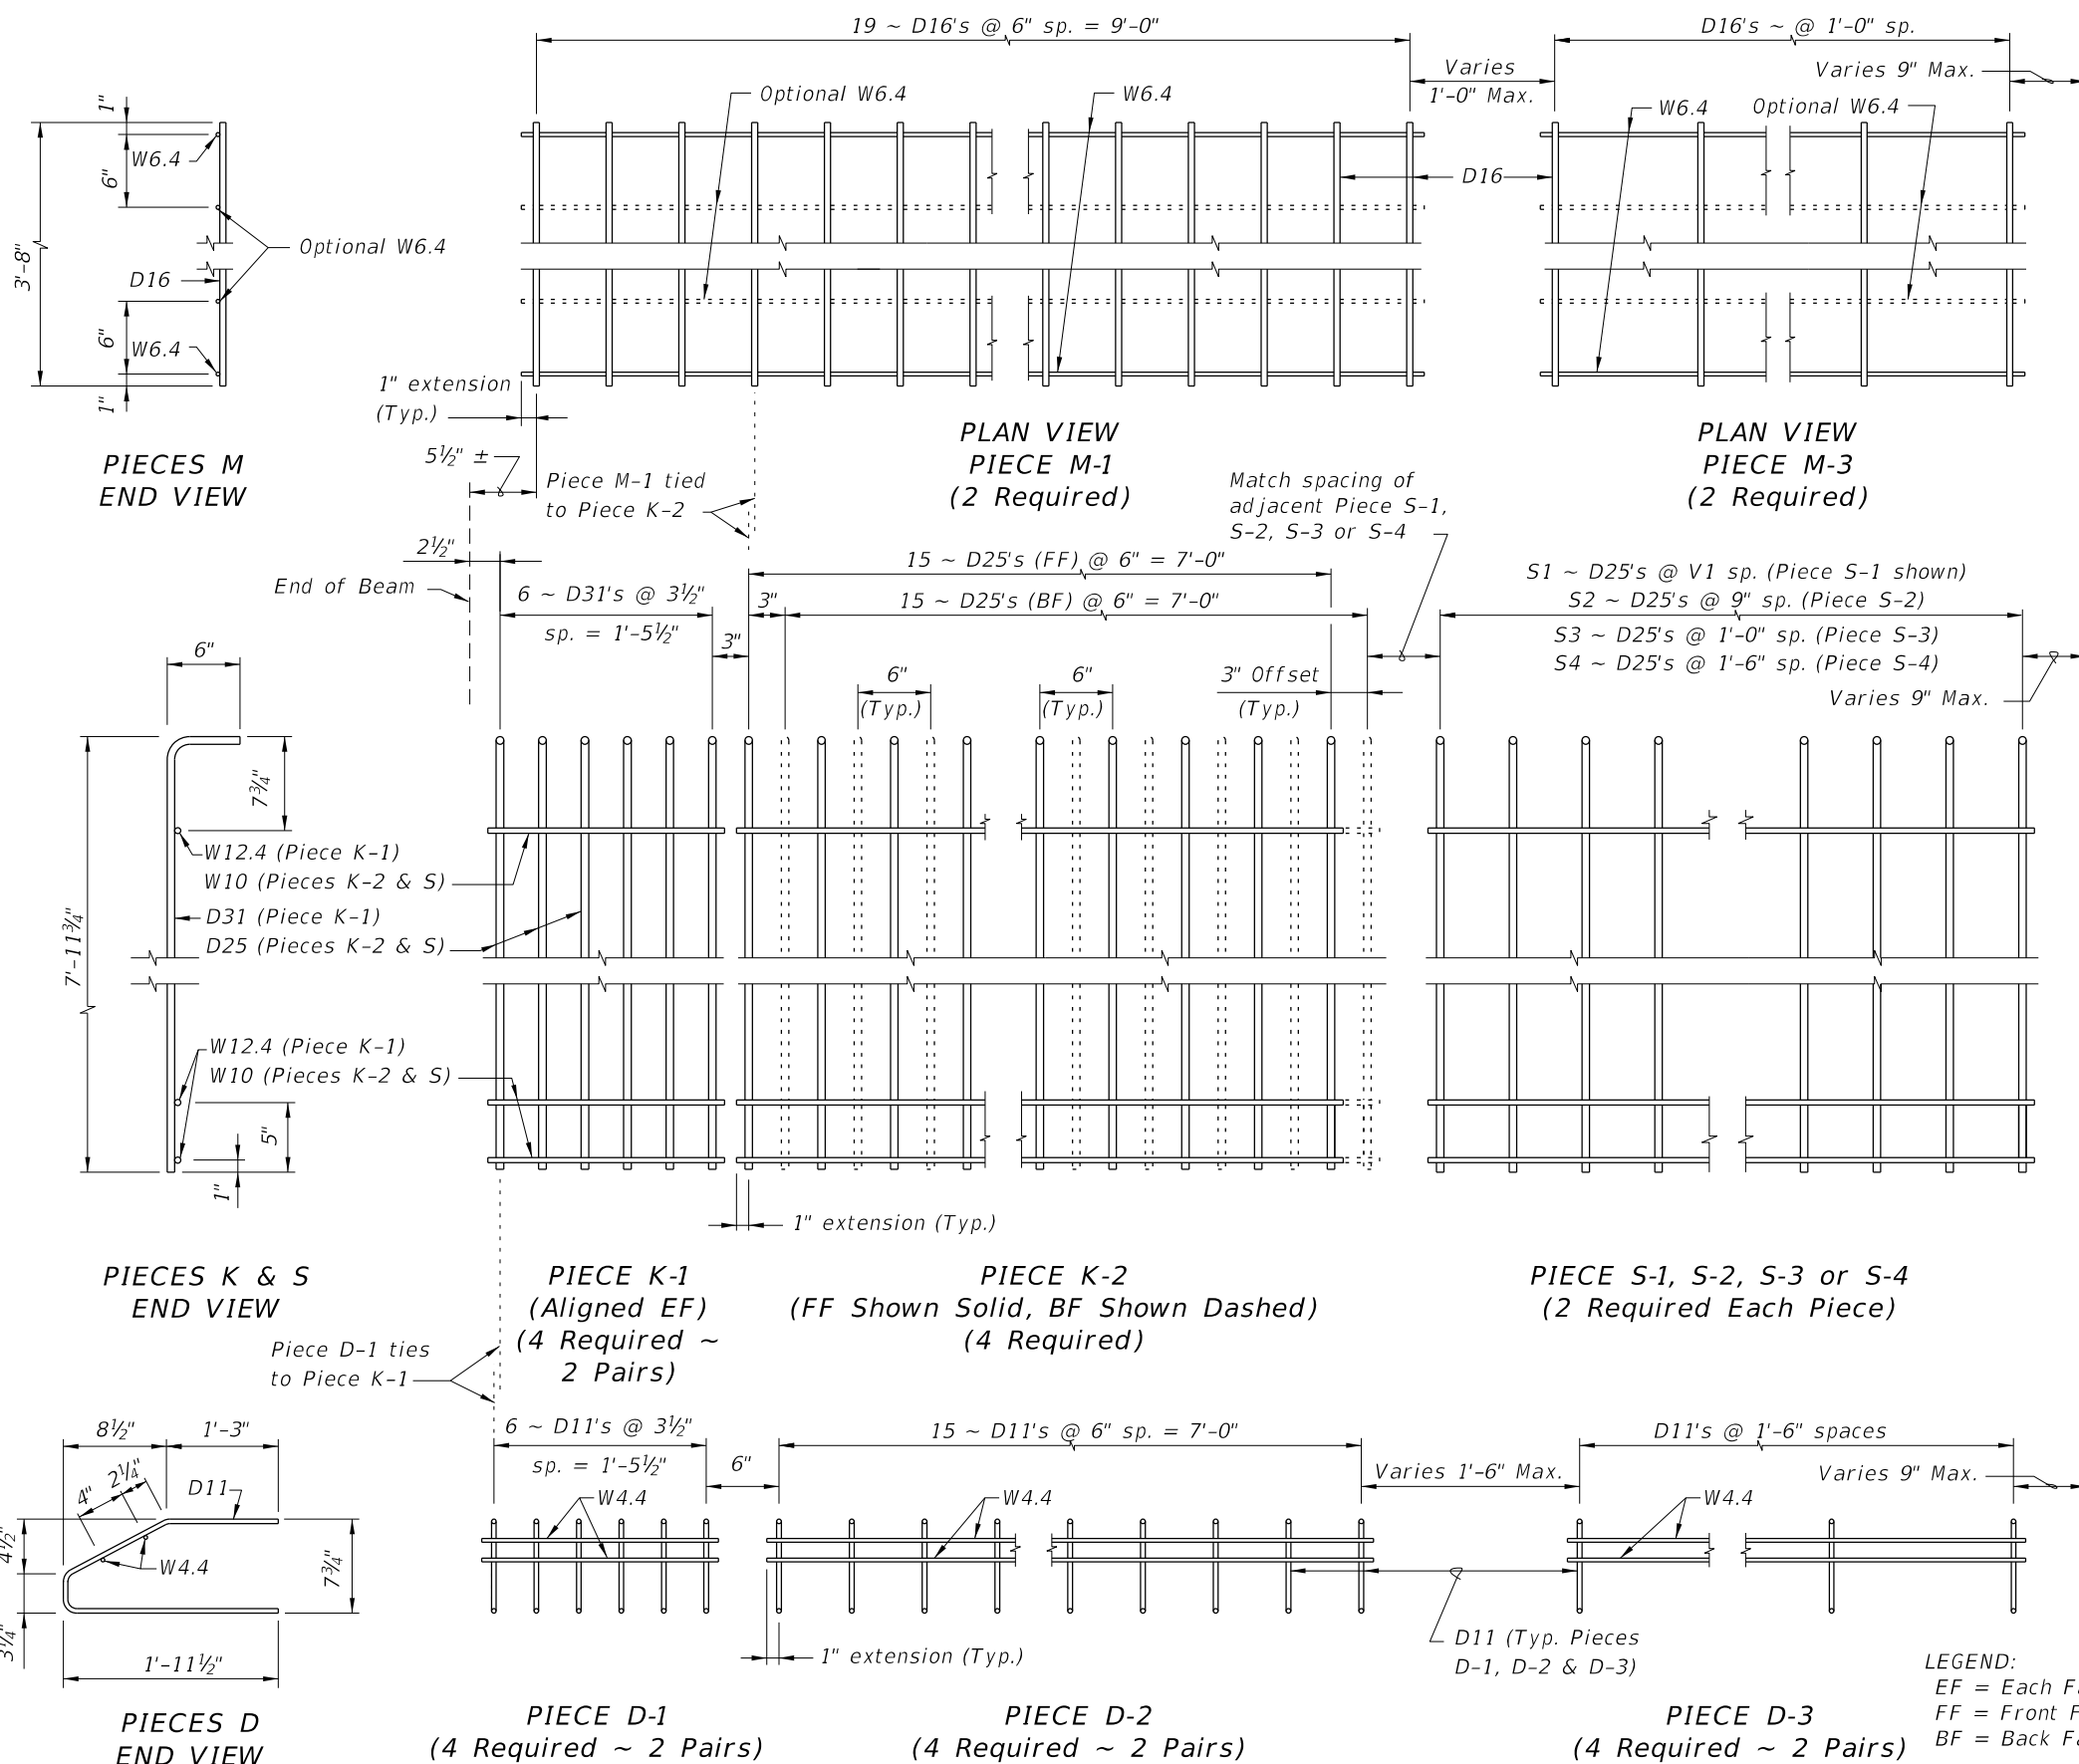 19 ~ D16's @ 6" sp. = 9'-0"
D16's ~ @ 1'-0" sp.
Varies
1'-0" Max.
Varies 9" Max.
1"
W6.4
6"
Optional W6.4
W6.4
W6.4
Optional W6.4
3'-8"
Optional W6.4
D16
D16
6"
W6.4
1"
1" extension
(Typ.)
PIECES M
END VIEW
5½" ±
Piece M-1 tied
to Piece K-2
PLAN VIEW
PIECE M-1
(2 Required)
PLAN VIEW
PIECE M-3
(2 Required)
Match spacing of
adjacent Piece S-1,
S-2, S-3 or S-4
2½"
End of Beam
6 ~ D31's @ 3½"
sp. = 1'-5½"
3"
15 ~ D25's (FF) @ 6" = 7'-0"
3"
15 ~ D25's (BF) @ 6" = 7'-0"
S1 ~ D25's @ V1 sp. (Piece S-1 shown)
S2 ~ D25's @ 9" sp. (Piece S-2)
S3 ~ D25's @ 1'-0" sp. (Piece S-3)
S4 ~ D25's @ 1'-6" sp. (Piece S-4)
Varies 9" Max.
6"
6"
(Typ.)
6"
(Typ.)
3" Offset
(Typ.)
7¾"
W12.4 (Piece K-1)
W10 (Pieces K-2 & S)
D31 (Piece K-1)
D25 (Pieces K-2 & S)
7'-11¾"
W12.4 (Piece K-1)
W10 (Pieces K-2 & S)
5"
1"
1" extension (Typ.)
PIECES K & S
END VIEW
PIECE K-1
(Aligned EF)
(4 Required ~
2 Pairs)
PIECE K-2
(FF Shown Solid, BF Shown Dashed)
(4 Required)
PIECE S-1, S-2, S-3 or S-4
(2 Required Each Piece)
Piece D-1 ties
to Piece K-1
8½"
1'-3"
4"
2¼"
D11
4½"
W4.4
7¾"
3¼"
1'-11½"
6 ~ D11's @ 3½"
sp. = 1'-5½"
6"
W4.4
15 ~ D11's @ 6" sp. = 7'-0"
W4.4
Varies 1'-6" Max.
D11's @ 1'-6" spaces
Varies 9" Max.
W4.4
1" extension (Typ.)
D11 (Typ. Pieces
D-1, D-2 & D-3)
LEGEND:
EF = Each
FF = Front
BF = Back
PIECES D
END VIEW
PIECE D-1
(4 Required ~ 2 Pairs)
PIECE D-2
(4 Required ~ 2 Pairs)
PIECE D-3
(4 Required ~ 2 Pairs)